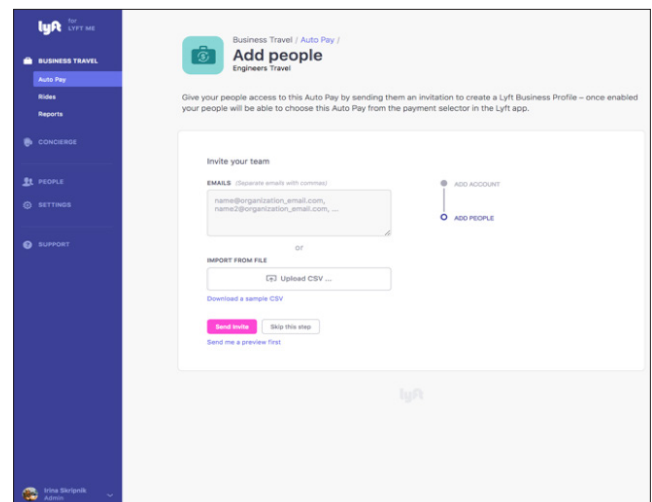 lyft for LYFT ME
BUSINESS TRAVEL
Auto Pay
Rides
Reports
CONCIERGE
PEOPLE
SETTINGS
SUPPORT
Irina Skripnik
Admin
Business Travel / Auto Pay /
Add people
Engineers Travel
Give your people access to this Auto Pay by sending them an invitation to create a Lyft Business Profile – once enabled
your people will be able to choose this Auto Pay from the payment selector in the Lyft app.
Invite your team
EMAILS (Separate emails with commas)
name@organization_email.com,
name2@organization_email.com, ...
or
IMPORT FROM FILE
Upload CSV ...
Download a sample CSV
Send invite
Skip this step
Send me a preview first
ADD ACCOUNT
ADD PEOPLE
lyft